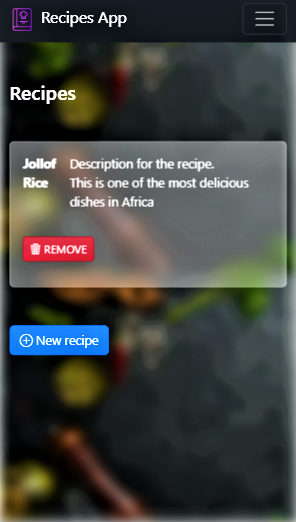 Recipes App
Recipes
Jollof Rice
Description for the recipe.
This is one of the most delicious
dishes in Africa
REMOVE
New recipe